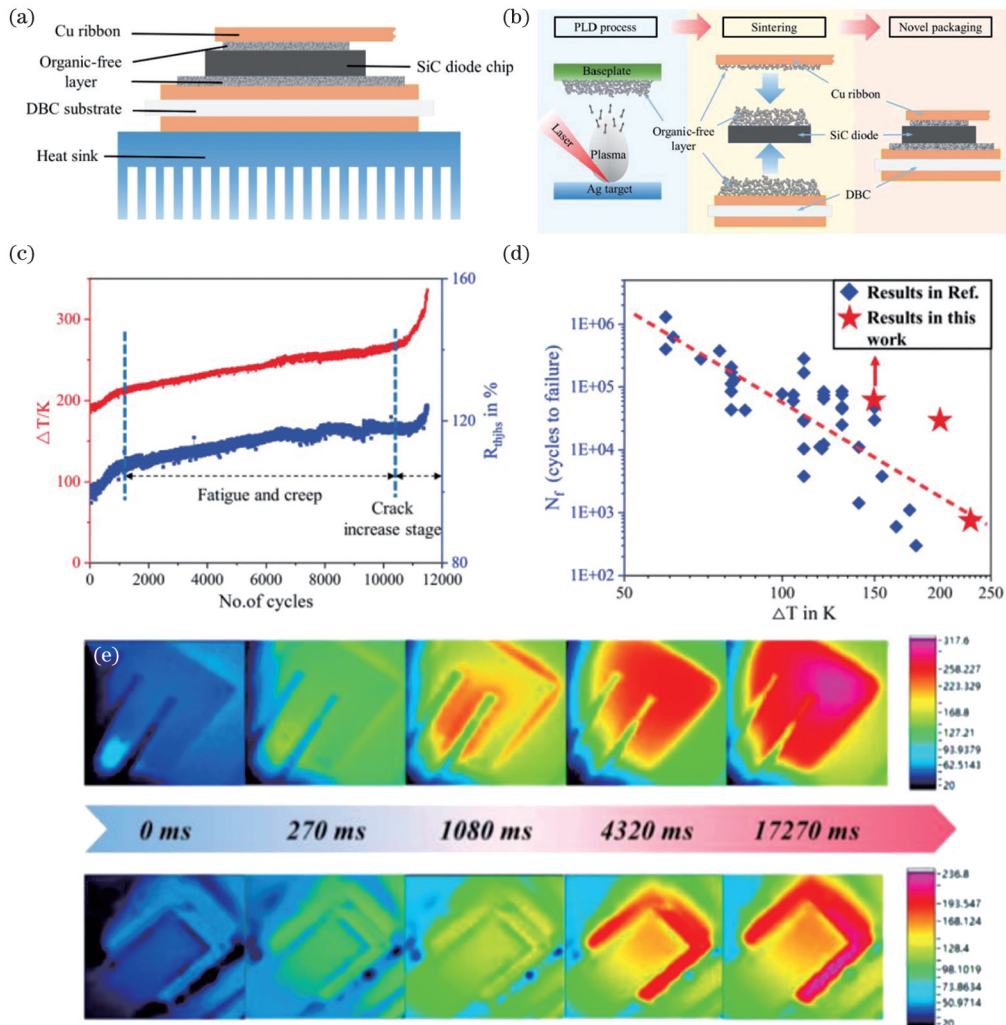 (a)
Cu ribbon
Organic-free
layer
SiC diode chip
DBC substrate
Heat sink
(b)
PLD process
Sintering
Novel packaging
Baseplate
Cu ribbon
Organic-free
layer
SiC diode
Laser
Plasma
DBC
Ag target
(c)
300
200
100
0
ΔT/K
160
120
80
R_thjhs in %
Fatigue and creep
Crack
increase stage
0 2000 4000 6000 8000 10000 12000
No.of cycles
(d)
Results in Ref.
Results in this
work
1E+06
1E+05
1E+04
1E+03
1E+02
N_f (cycles to failure)
50 100 150 200 250
ΔT in K
(e)
317.6
258.227
223.329
168.8
127.21
93.9379
62.5143
20
0 ms 270 ms 1080 ms 4320 ms 17270 ms
236.8
193.547
168.124
128.4
98.1019
73.8634
50.9714
20